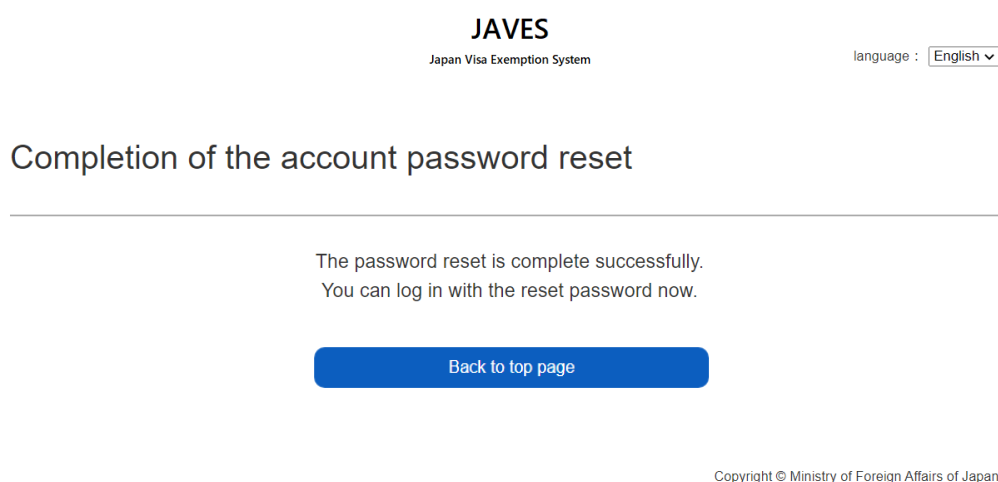 JAVES
Japan Visa Exemption System
language : English
Completion of the account password reset
The password reset is complete successfully.
You can log in with the reset password now.
Back to top page
Copyright © Ministry of Foreign Affairs of Japan